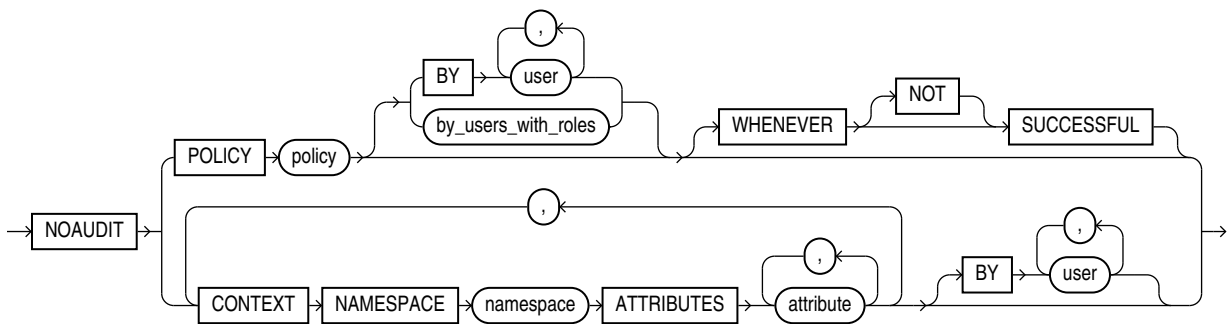 ,
BY user
NOT
by_users_with_roles
WHENEVER SUCCESSFUL
POLICY policy
,
NOAUDIT
,
,
BY user
CONTEXT NAMESPACE namespace ATTRIBUTES attribute